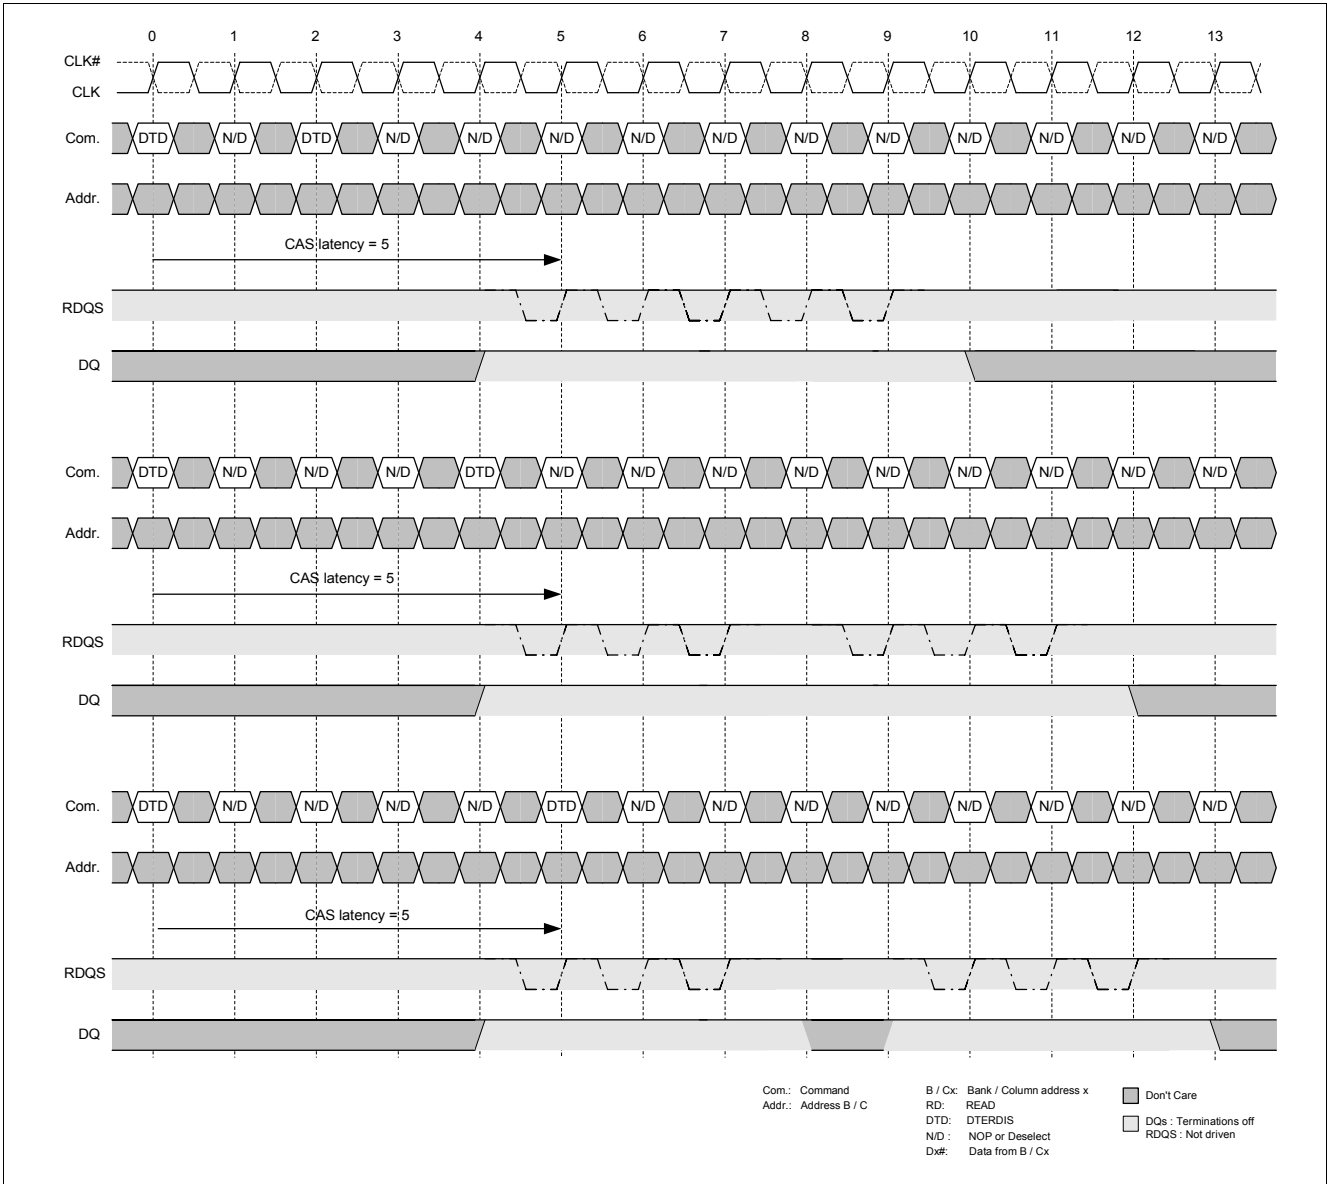 0 1 2 3 4 5 6 7 8 9 10 11 12 13
CLK#
CLK
Com. DTD N/D DTD N/D N/D N/D N/D N/D N/D N/D N/D N/D N/D N/D
Addr.
CAS latency = 5
RDQS
DQ
Com. DTD N/D N/D N/D DTD N/D N/D N/D N/D N/D N/D N/D N/D N/D
Addr.
CAS latency = 5
RDQS
DQ
Com. DTD N/D N/D N/D N/D DTD N/D N/D N/D N/D N/D N/D N/D N/D
Addr.
CAS latency = 5
RDQS
DQ
Com.: Command
Addr.: Address B / C
B / Cx: Bank / Column address x
RD: READ
DTD: DTERDIS
N/D : NOP or Deselect
Dx#: Data from B / Cx
Don't Care
DQs : Terminations off
RDQS : Not driven